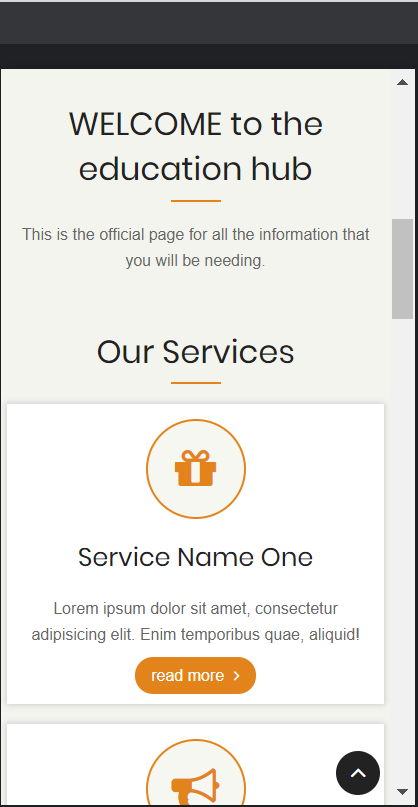 WELCOME to the
education hub
This is the official page for all the information that
you will be needing.
Our Services
Service Name One
Lorem ipsum dolor sit amet, consectetur
adipisicing elit. Enim temporibus quae, aliquid!
read more